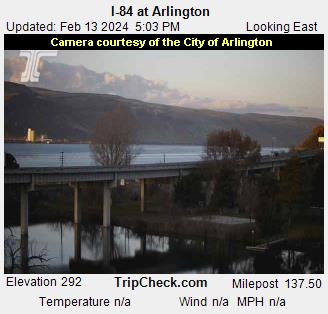 I-84 at Arlington
Updated: Feb 13 2024 5:03 PM Looking East
Camera courtesy of the City of Arlington
Elevation 292 TripCheck.com Milepost 137.50
Temperature n/a Wind n/a MPH n/a